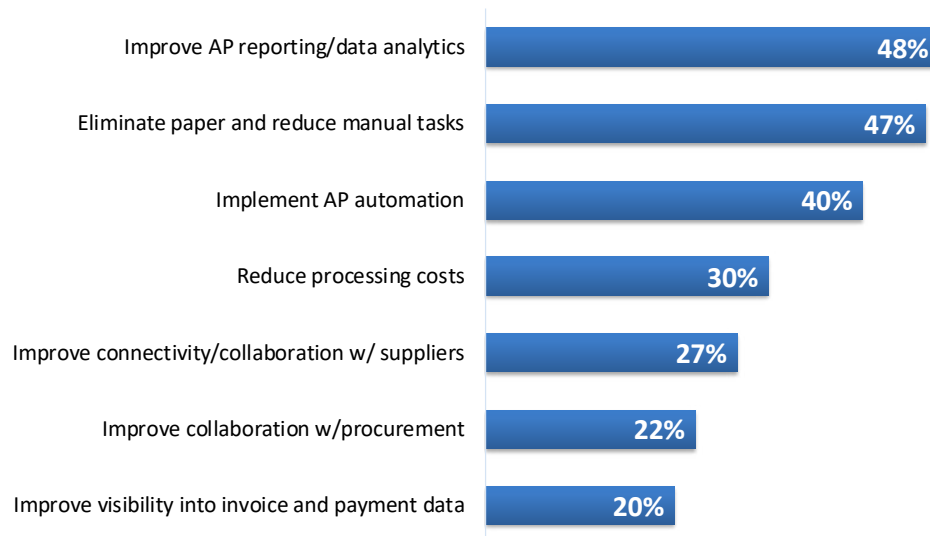 Improve AP reporting/data analytics 48%
Eliminate paper and reduce manual tasks 47%
Implement AP automation 40%
Reduce processing costs 30%
Improve connectivity/collaboration w/ suppliers 27%
Improve collaboration w/procurement 22%
Improve visibility into invoice and payment data 20%